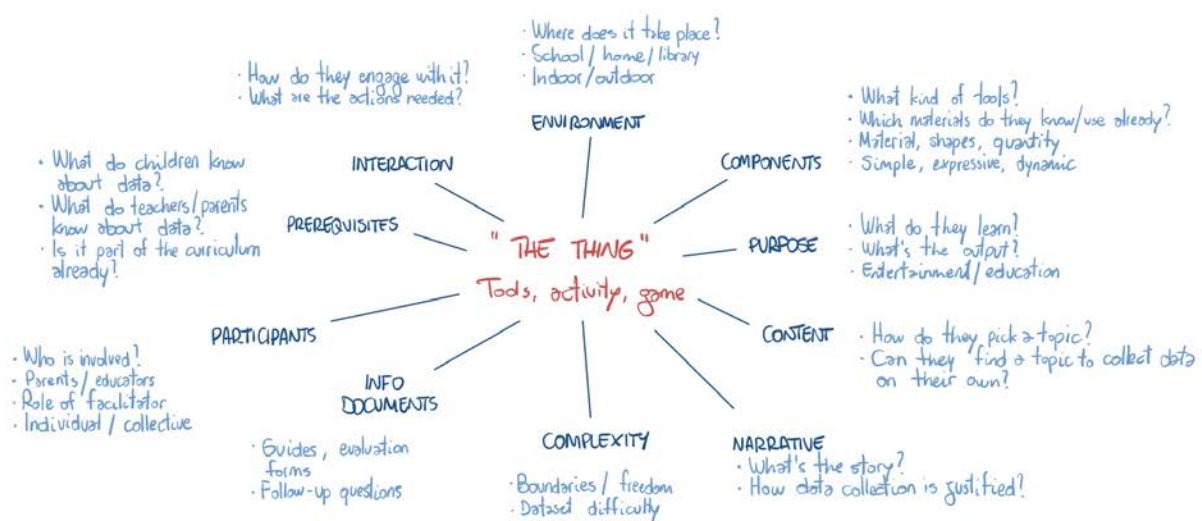 · Where does it take place?
· School / home / library
· Indoor / outdoor
ENVIRONMENT
· How do they engage with it?
· What are the actions needed?
INTERACTION
· What kind of tools?
· Which materials do they know/use already?
· Material, shapes, quantity
· Simple, expressive, dynamic
COMPONENTS
· What do children know
about data?
· What do teachers/parents
know about data?
· Is it part of the curriculum
already?
PREREQUISITES
"THE THING"
Tools, activity, game
PURPOSE
· What do they learn?
· What's the output?
· Entertainment / education
PARTICIPANTS
· Who is involved?
· Parents / educators
· Role of facilitator
· Individual / collective
CONTENT
· How do they pick a topic?
· Can they find a topic to collect data
on their own?
INFO
DOCUMENTS
· Guides, evaluation
forms
· Follow-up questions
COMPLEXITY
· Boundaries / freedom
· Dataset difficulty
NARRATIVE
· What's the story?
· How data collection is justified?